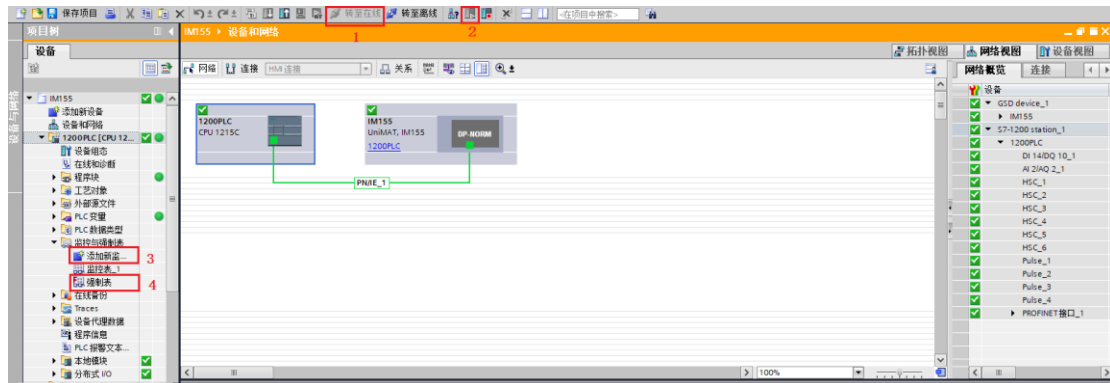 保存项目 转至在线 转至离线 <在项目中搜索>
1 2
项目树
IM155 ▸ 设备和网络
设备
拓扑视图 网络视图 设备视图
网络 连接 HMI连接 关系
网络概览 连接
设备与网络
IM155
添加新设备
设备和网络
1200PLC [CPU 12...
设备组态
在线和诊断
程序块
工艺对象
外部源文件
PLC 变量
PLC 数据类型
监控与强制表
添加新监...
3
监控表_1
强制表
4
在线备份
Traces
设备代理数据
程序信息
PLC 报警文本...
本地模块
分布式 I/O
1200PLC
CPU 1215C
IM155
UniMAT, IM155
1200PLC
DP-NORM
PN/IE_1
100%
设备
GSD device_1
IM155
S7-1200 station_1
1200PLC
DI 14/DQ 10_1
AI 2/AQ 2_1
HSC_1
HSC_2
HSC_3
HSC_4
HSC_5
HSC_6
Pulse_1
Pulse_2
Pulse_3
Pulse_4
PROFINET接口_1